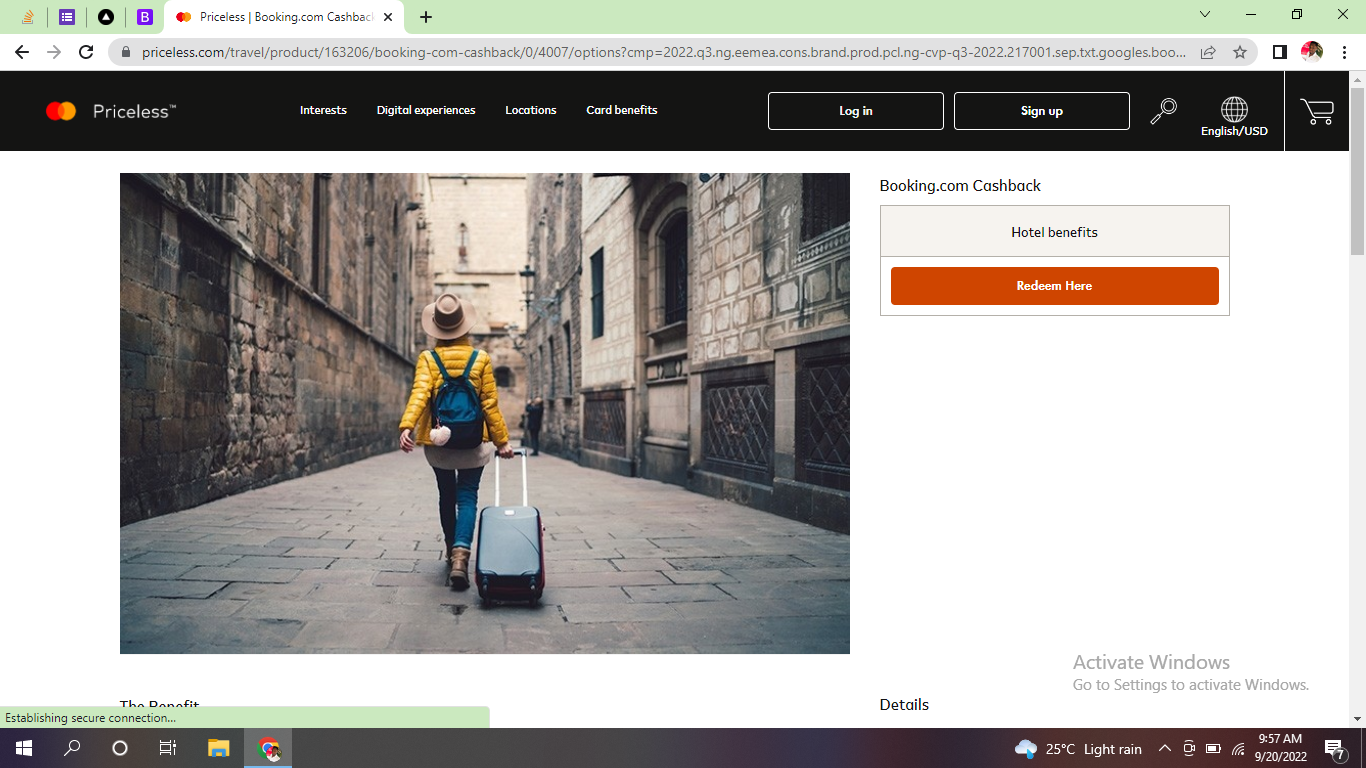 B
Priceless | Booking.com Cashback
priceless.com/travel/product/163206/booking-com-cashback/0/4007/options?cmp=2022.q3.ng.eemea.cons.brand.prod.pcl.ng-cvp-q3-2022.217001.sep.txt.googles.boo...
Priceless™
Interests
Digital experiences
Locations
Card benefits
Log in
Sign up
English/USD
Booking.com Cashback
Hotel benefits
Redeem Here
Activate Windows
Go to Settings to activate Windows.
The Benefit
Details
Establishing secure connection...
25°C Light rain
9:57 AM
9/20/2022
7